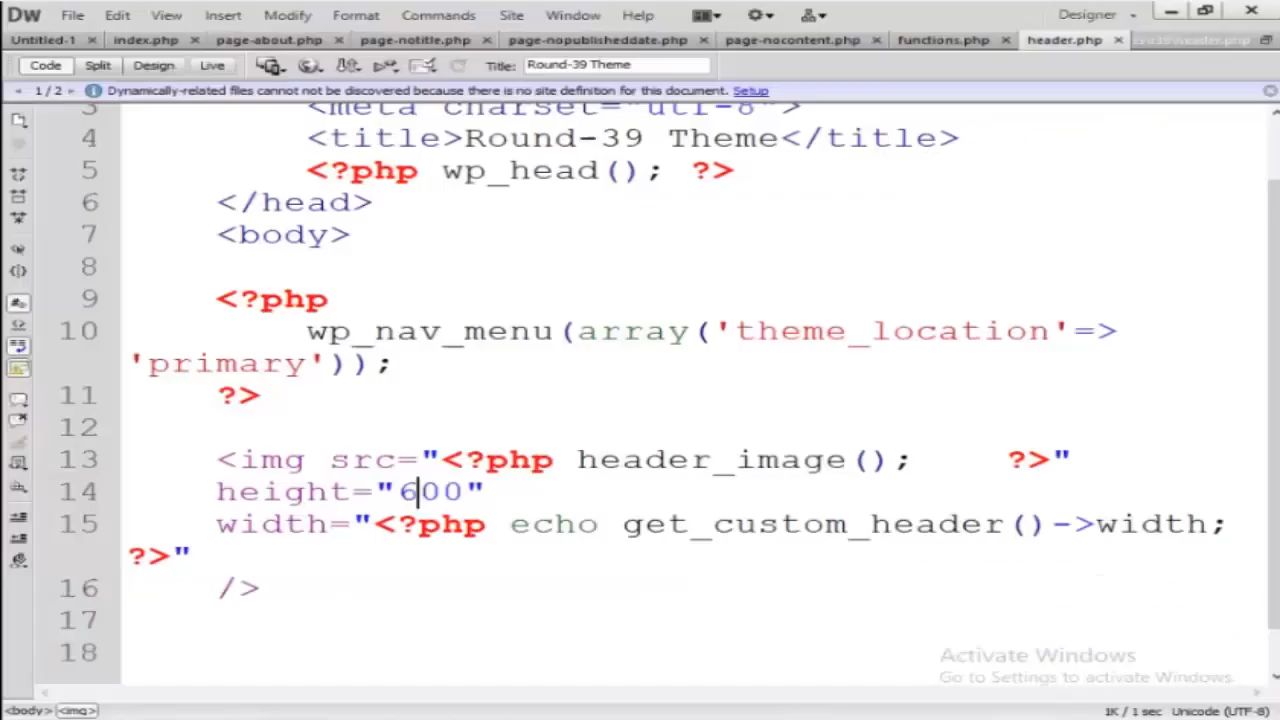 DW File Edit View Insert Modify Format Commands Site Window Help Designer
Untitled-1 index.php page-about.php page-notitle.php page-nopublisheddate.php page-nocontent.php functions.php header.php
Code Split Design Live Title: Round-39 Theme
1 / 2 Dynamically-related files cannot not be discovered because there is no site definition for this document. Setup
3 <meta charset="utf-8">
4 <title>Round-39 Theme</title>
5 <?php wp_head(); ?>
6 </head>
7 <body>
8
9 <?php
10 wp_nav_menu(array('theme_location'=>
'primary'));
11 ?>
12
13 <img src="<?php header_image(); ?>"
14 height="600"
15 width="<?php echo get_custom_header()->width;
?>"
16 />
17
18
Activate Windows
Go to Settings to activate Windows.
<body> <img> 1K / 1 sec Unicode (UTF-8)